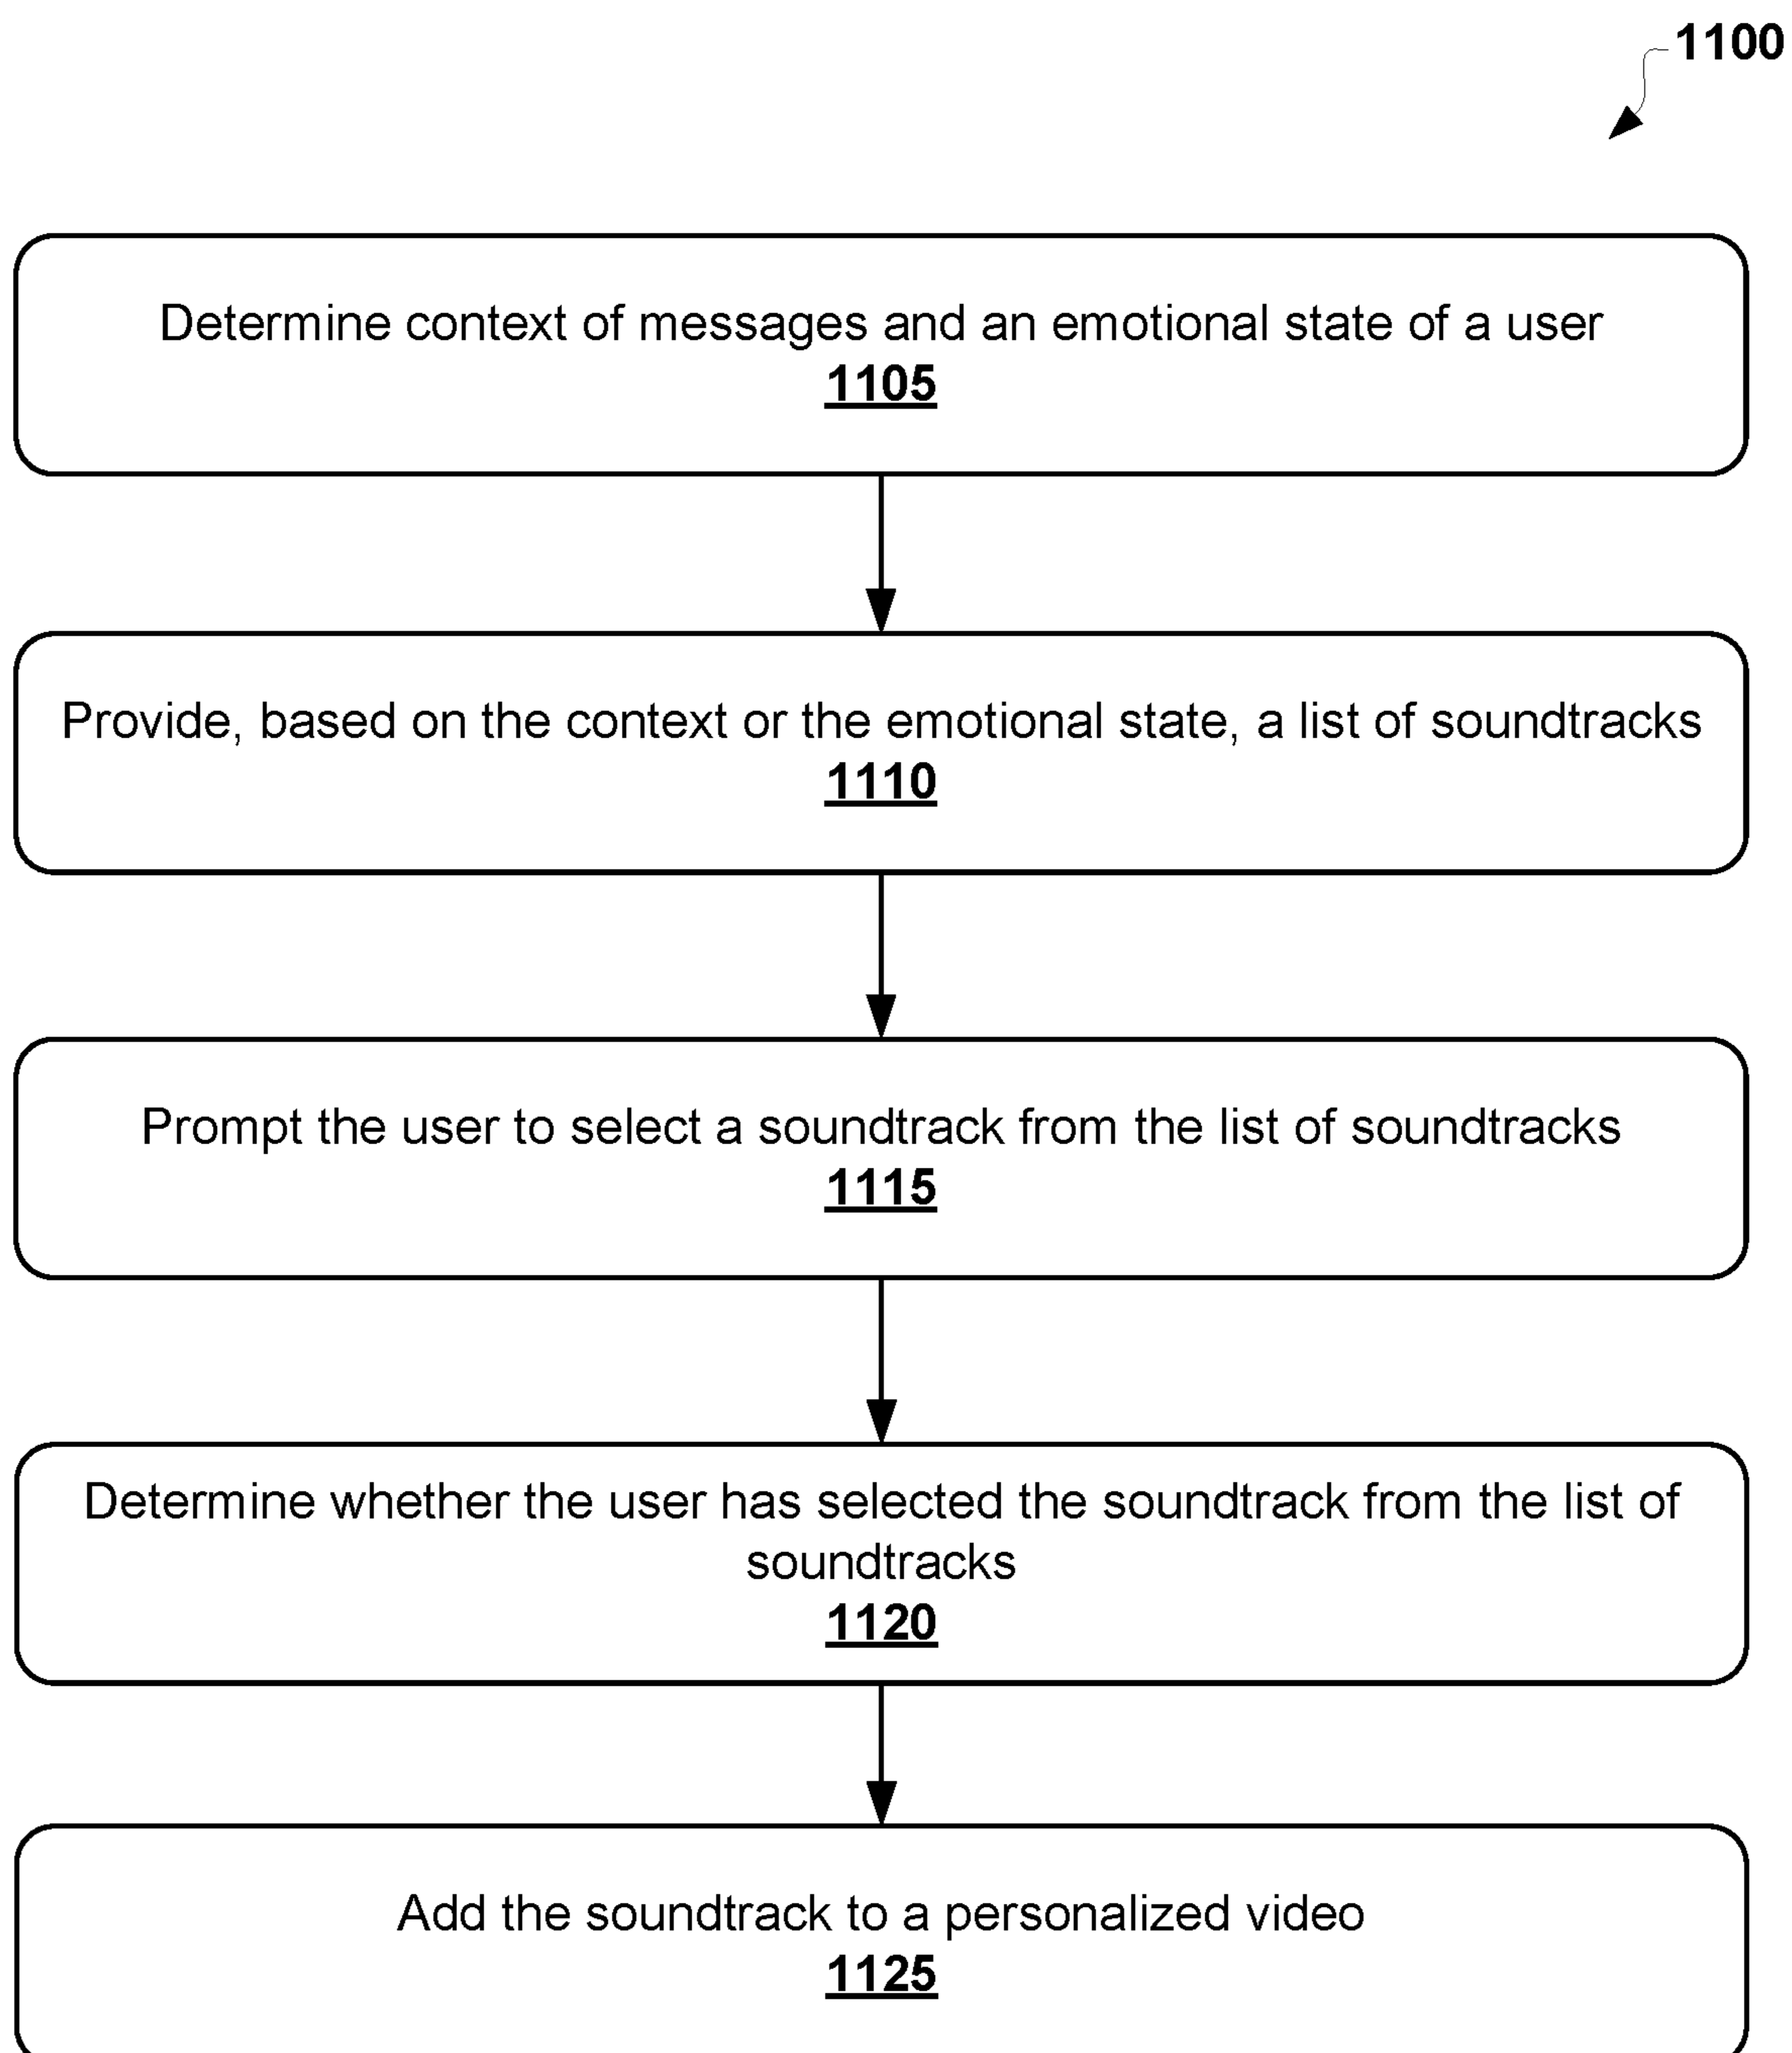 1100
Determine context of messages and an emotional state of a user
1105
Provide, based on the context or the emotional state, a list of soundtracks
1110
Prompt the user to select a soundtrack from the list of soundtracks
1115
Determine whether the user has selected the soundtrack from the list of
soundtracks
1120
Add the soundtrack to a personalized video
1125